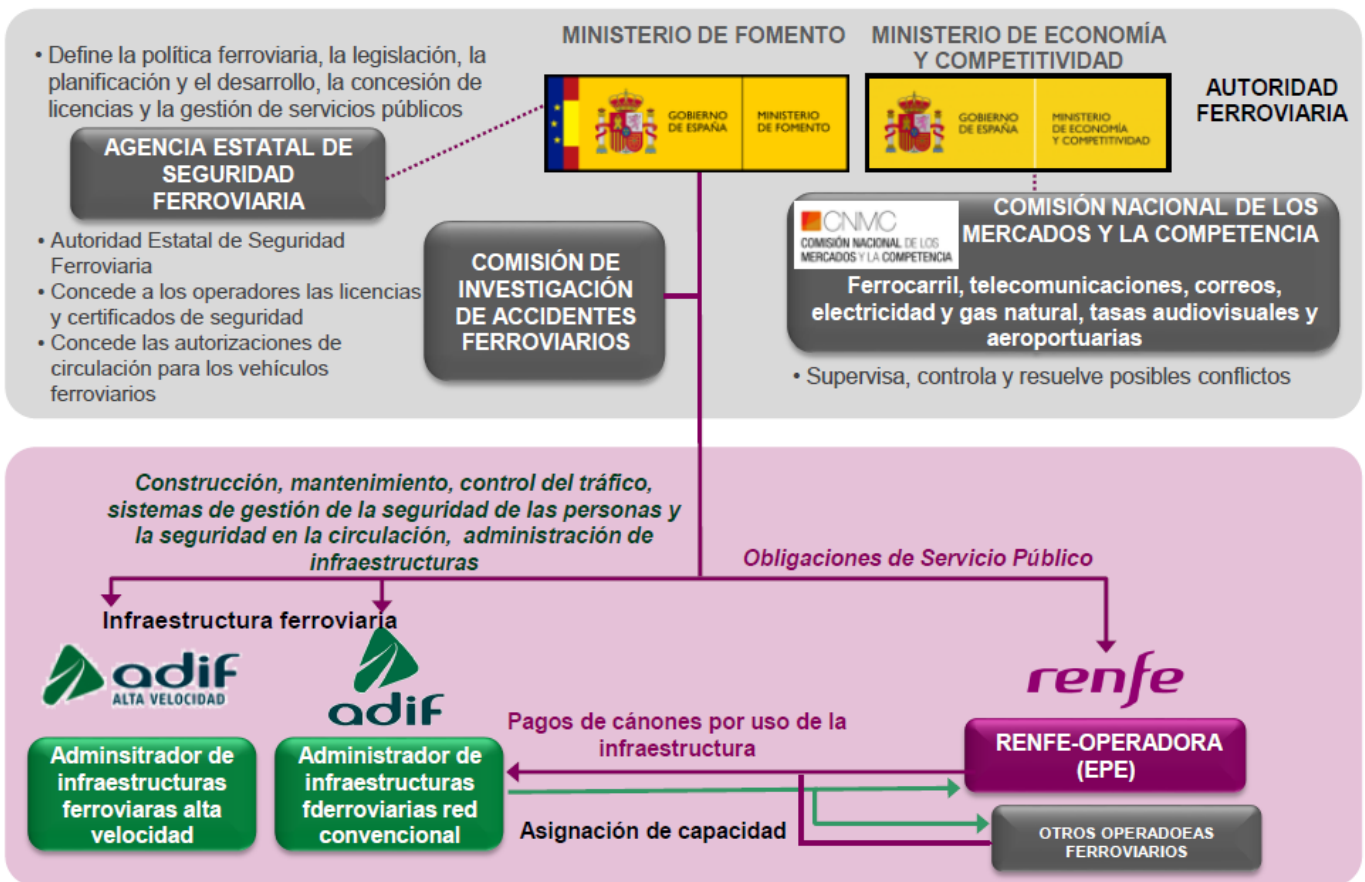 MINISTERIO DE FOMENTO
MINISTERIO DE ECONOMÍA
Y COMPETITIVIDAD
AUTORIDAD
FERROVIARIA
• Define la política ferroviaria, la legislación, la
planificación y el desarrollo, la concesión de
licencias y la gestión de servicios públicos
GOBIERNO
DE ESPAÑA
MINISTERIO
DE FOMENTO
GOBIERNO
DE ESPAÑA
MINISTERIO
DE ECONOMÍA
Y COMPETITIVIDAD
AGENCIA ESTATAL DE
SEGURIDAD
FERROVIARIA
• Autoridad Estatal de Seguridad
Ferroviaria
• Concede a los operadores las licencias
y certificados de seguridad
• Concede las autorizaciones de
circulación para los vehículos
ferroviarios
COMISIÓN DE
INVESTIGACIÓN
DE ACCIDENTES
FERROVIARIOS
CNMC
COMISIÓN NACIONAL DE LOS
MERCADOS Y LA COMPETENCIA
COMISIÓN NACIONAL DE LOS
MERCADOS Y LA COMPETENCIA
Ferrocarril, telecomunicaciones, correos,
electricidad y gas natural, tasas audiovisuales y
aeroportuarias
• Supervisa, controla y resuelve posibles conflictos
Construcción, mantenimiento, control del tráfico,
sistemas de gestión de la seguridad de las personas y
la seguridad en la circulación, administración de
infraestructuras
Obligaciones de Servicio Público
Infraestructura ferroviaria
adif
ALTA VELOCIDAD
adif
renfe
Adminsitrador de
infraestructuras
ferroviaras alta
velocidad
Administrador de
infraestructuras
fderroviarias red
convencional
Pagos de cánones por uso de la
infraestructura
Asignación de capacidad
RENFE-OPERADORA
(EPE)
OTROS OPERADOEAS
FERROVIARIOS